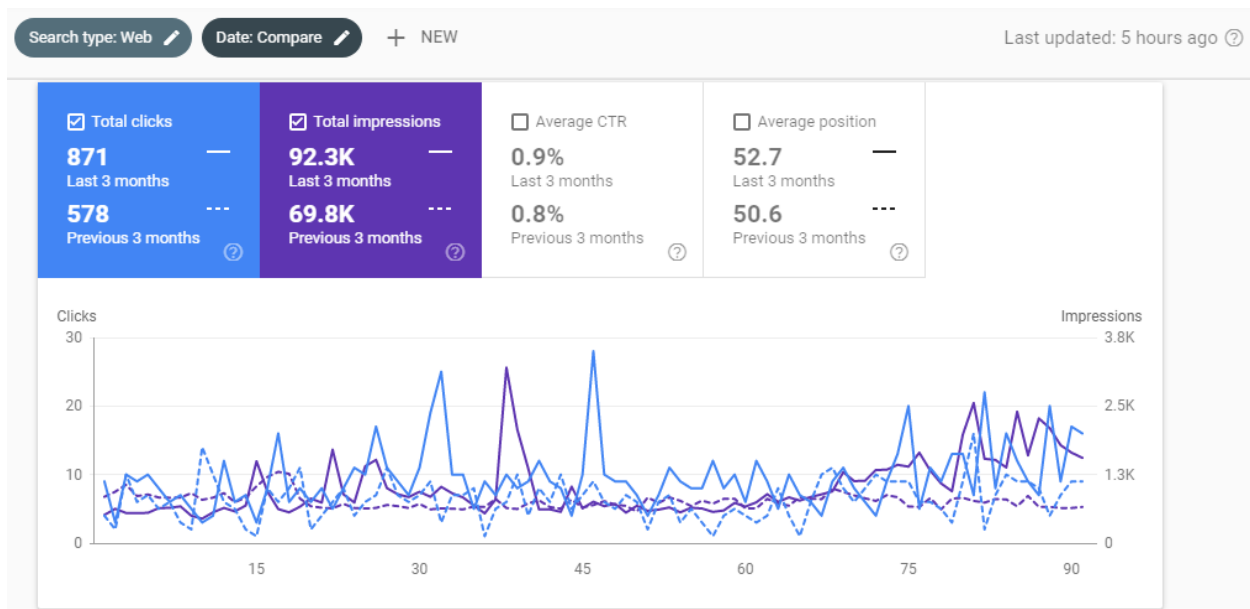 Search type: Web
Date: Compare
+ NEW
Last updated: 5 hours ago ?
Total clicks
871
Last 3 months
578
Previous 3 months
?
Total impressions
92.3K
Last 3 months
69.8K
Previous 3 months
?
Average CTR
0.9%
Last 3 months
0.8%
Previous 3 months
?
Average position
52.7
Last 3 months
50.6
Previous 3 months
?
Clicks
Impressions
30
20
10
0
3.8K
2.5K
1.3K
0
15 30 45 60 75 90